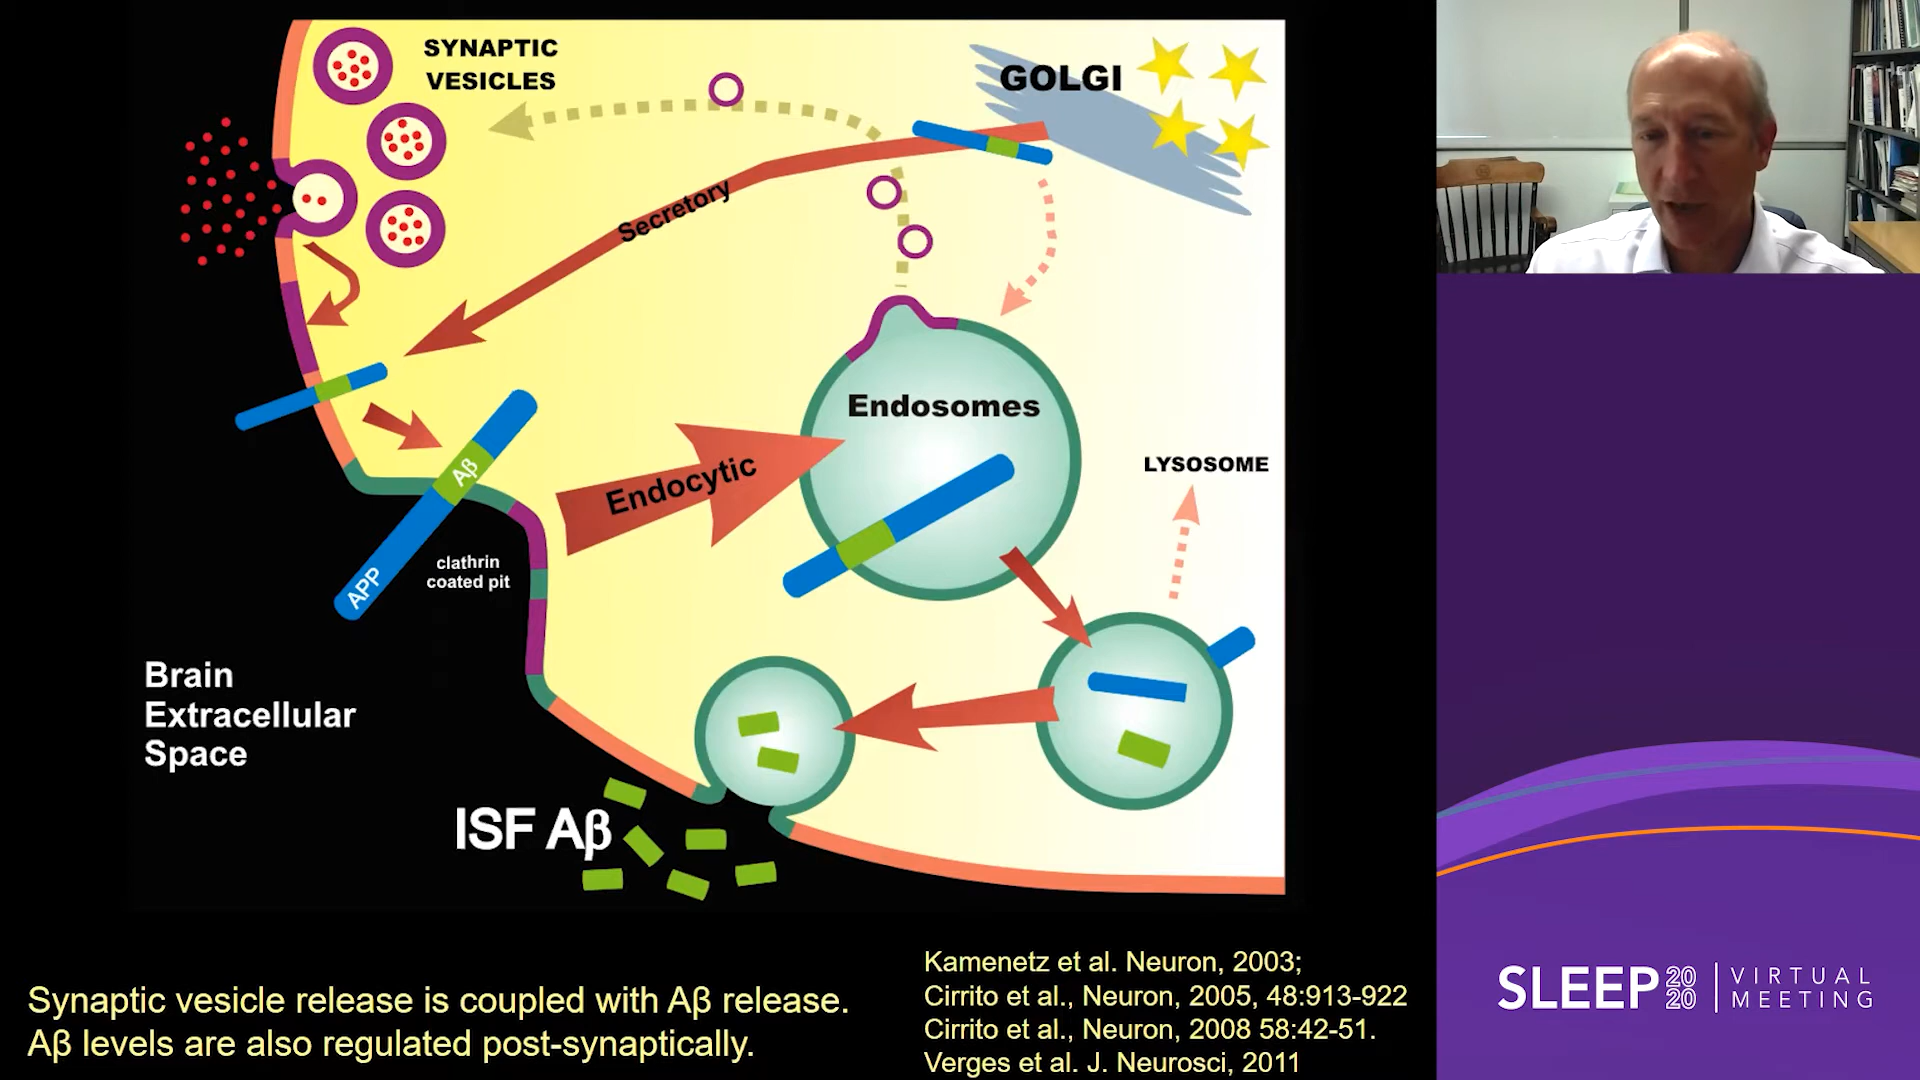 SYNAPTIC
VESICLES
GOLGI
Secretory
Endosomes
Endocytic
LYSOSOME
Aβ
APP
clathrin
coated pit
Brain
Extracellular
Space
ISF Aβ
Synaptic vesicle release is coupled with Aβ release.
Aβ levels are also regulated post-synaptically.
Kamenetz et al. Neuron, 2003;
Cirrito et al., Neuron, 2005, 48:913-922
Cirrito et al., Neuron, 2008 58:42-51.
Verges et al. J. Neurosci, 2011
SLEEP 2020 | VIRTUAL
MEETING